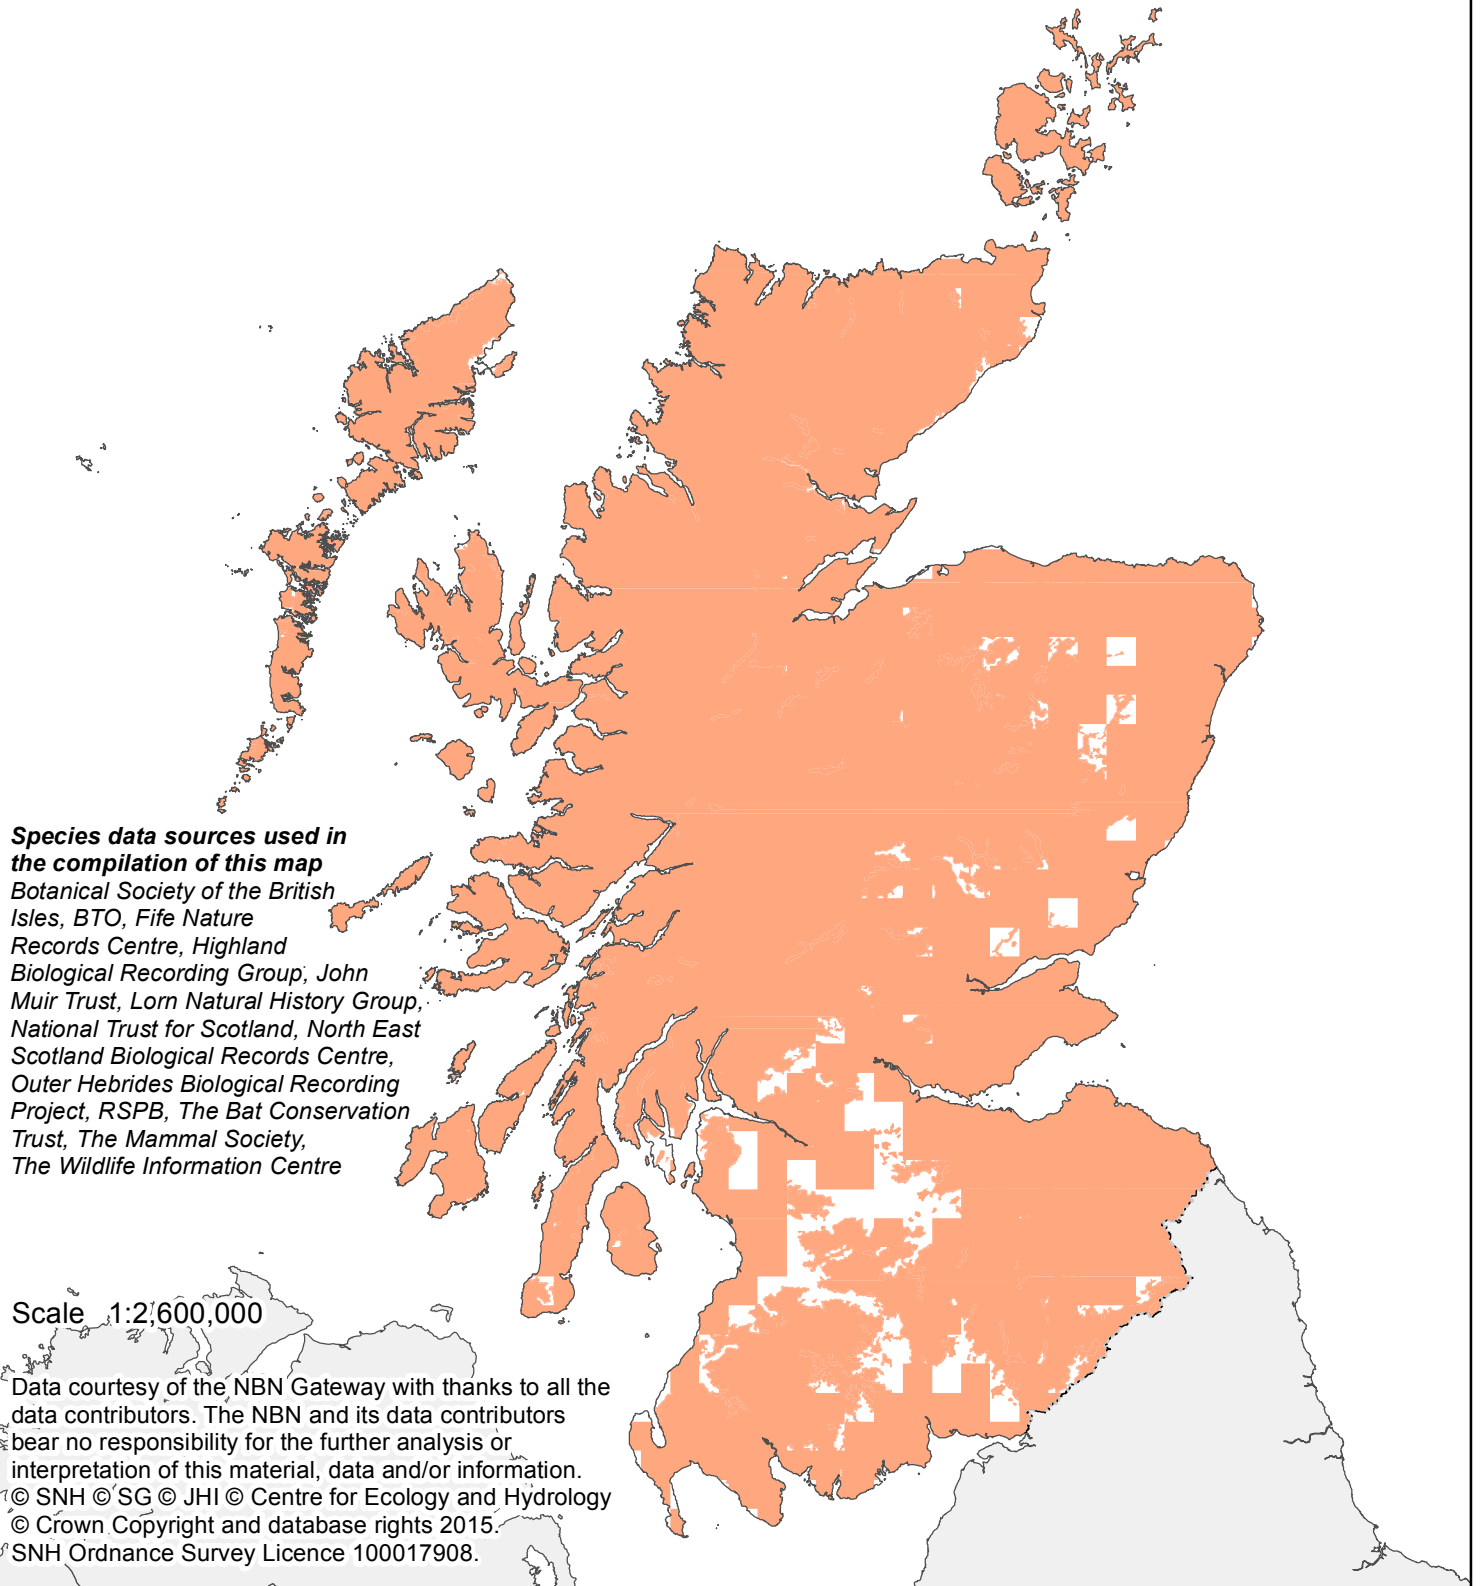 Species data sources used in
the compilation of this map
Botanical Society of the British
Isles, BTO, Fife Nature
Records Centre, Highland
Biological Recording Group, John
Muir Trust, Lorn Natural History Group,
National Trust for Scotland, North East
Scotland Biological Records Centre,
Outer Hebrides Biological Recording
Project, RSPB, The Bat Conservation
Trust, The Mammal Society,
The Wildlife Information Centre
Scale 1:2,600,000
Data courtesy of the NBN Gateway with thanks to all the
data contributors. The NBN and its data contributors
bear no responsibility for the further analysis or
interpretation of this material, data and/or information.
© SNH © SG © JHI © Centre for Ecology and Hydrology
© Crown Copyright and database rights 2015.
SNH Ordnance Survey Licence 100017908.